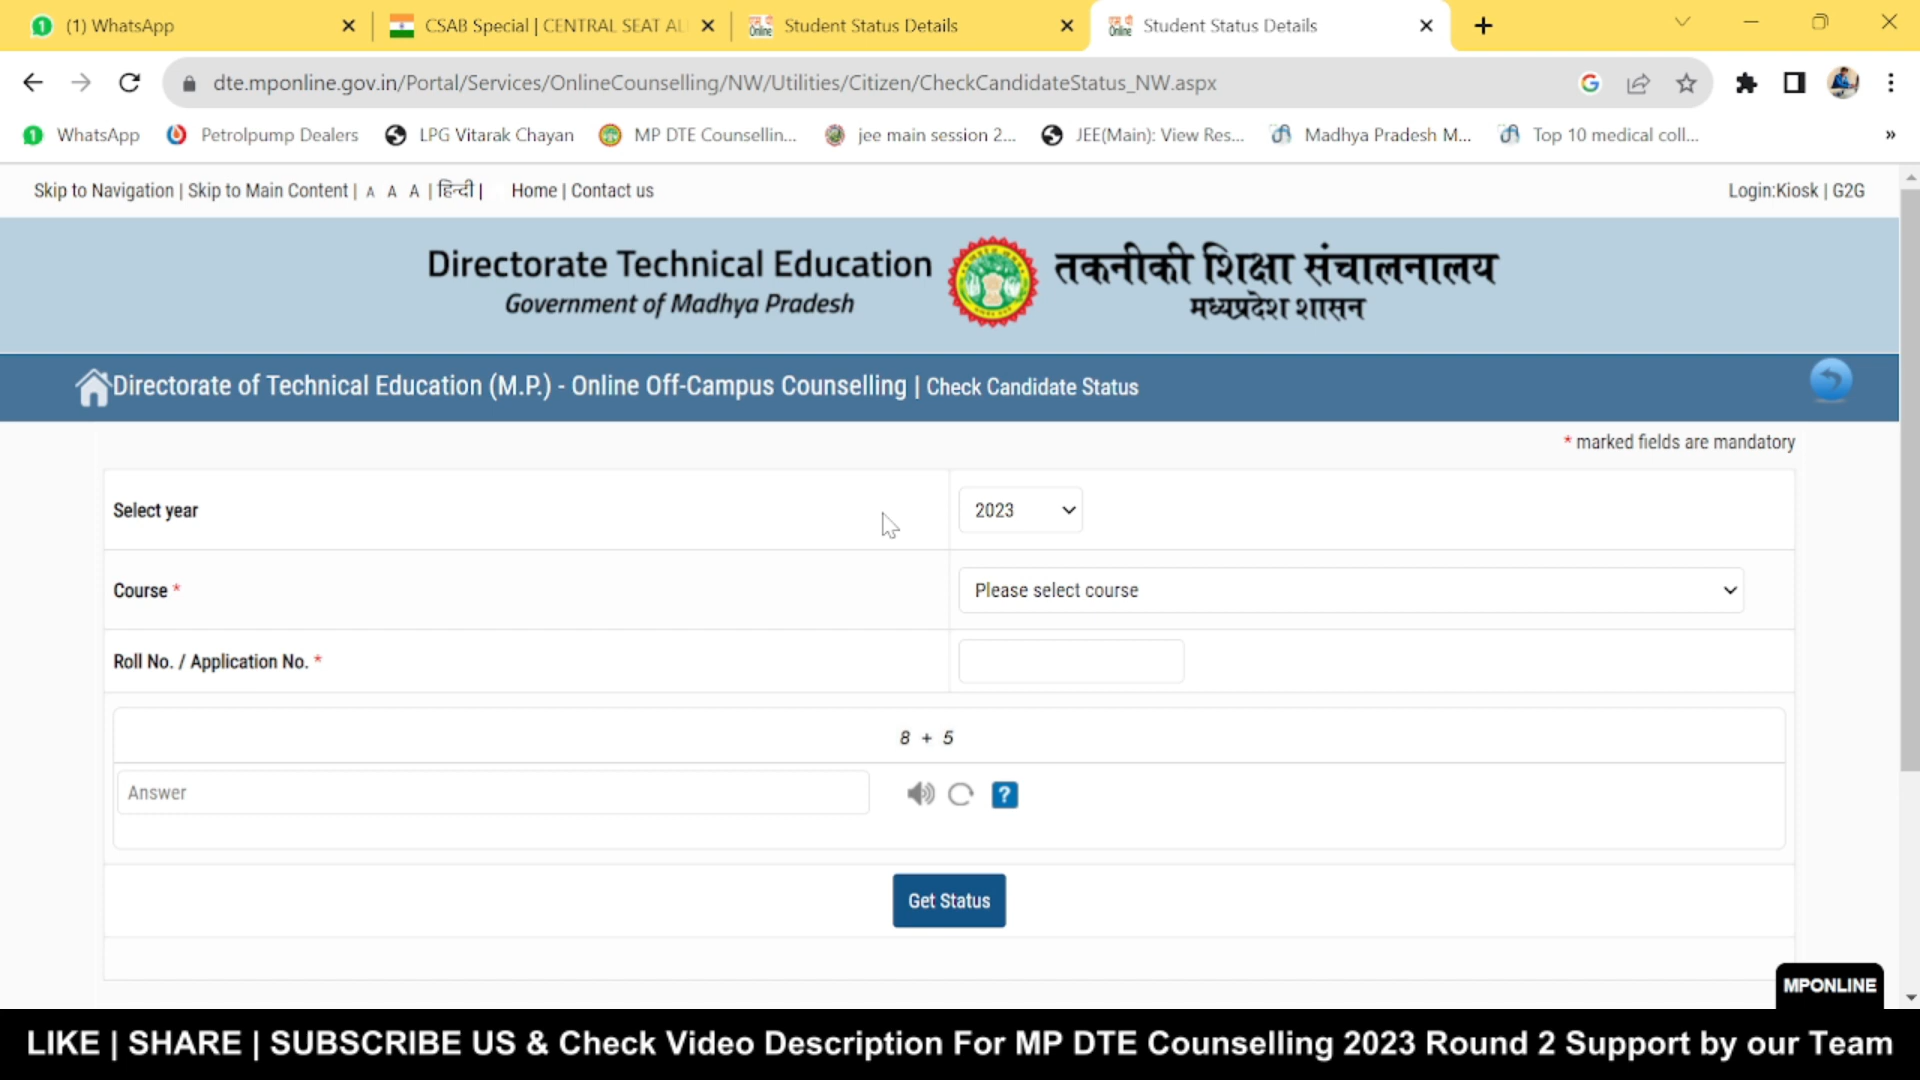 (1) WhatsApp
CSAB Special | CENTRAL SEAT AL
Student Status Details
Student Status Details
dte.mponline.gov.in/Portal/Services/OnlineCounselling/NW/Utilities/Citizen/CheckCandidateStatus_NW.aspx
WhatsApp
Petrolpump Dealers
LPG Vitarak Chayan
MP DTE Counsellin...
jee main session 2...
JEE(Main): View Res...
Madhya Pradesh M...
Top 10 medical coll...
»
Skip to Navigation | Skip to Main Content | A A A | हिन्दी | Home | Contact us
Login:Kiosk | G2G
Directorate Technical Education
Government of Madhya Pradesh
तकनीकी शिक्षा संचालनालय
मध्यप्रदेश शासन
Directorate of Technical Education (M.P.) - Online Off-Campus Counselling | Check Candidate Status
* marked fields are mandatory
Select year
2023
Course *
Please select course
Roll No. / Application No. *
8 + 5
Answer
?
Get Status
MPONLINE
LIKE | SHARE | SUBSCRIBE US & Check Video Description For MP DTE Counselling 2023 Round 2 Support by our Team